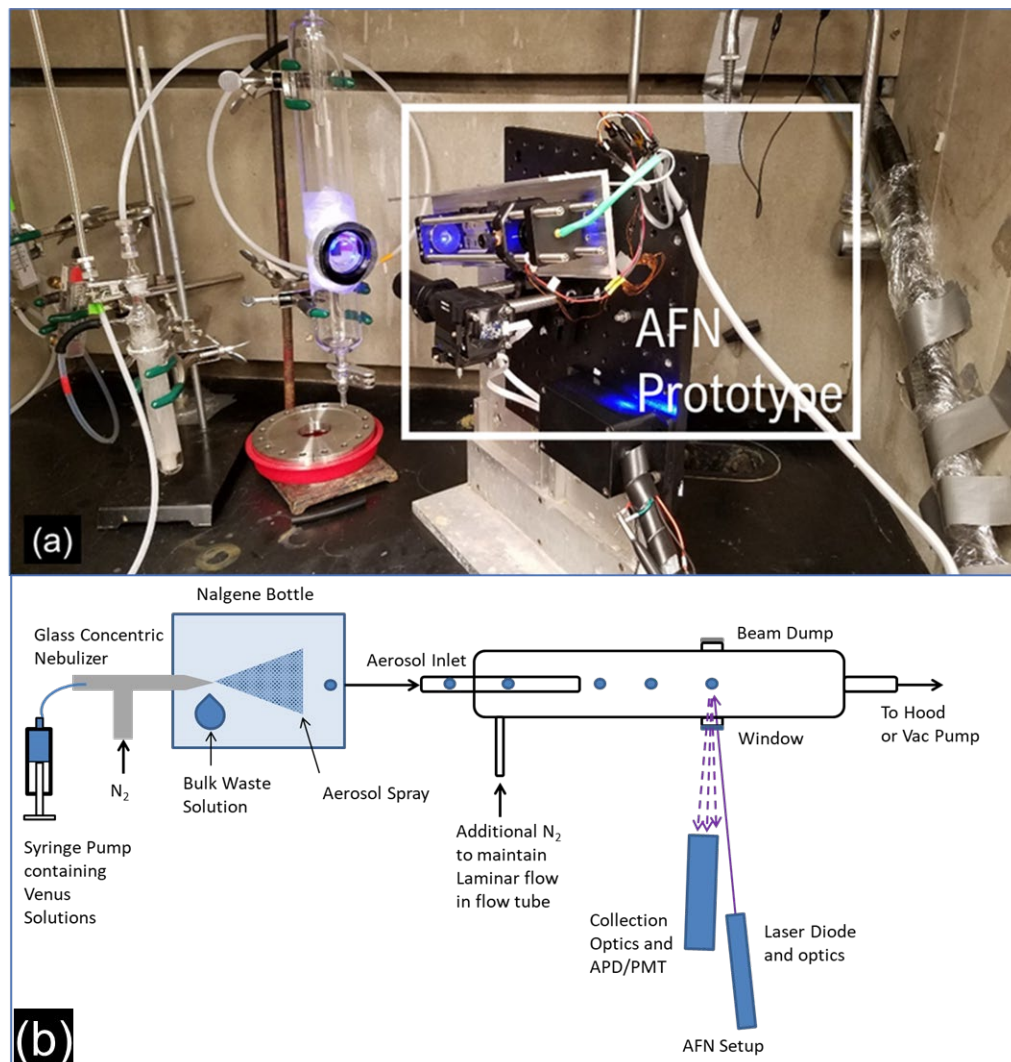 AFN
Prototype
(a)
Nalgene Bottle
Glass Concentric
Nebulizer
Aerosol Inlet
Beam Dump
To Hood
or Vac Pump
Window
N₂
Bulk Waste
Solution
Aerosol Spray
Syringe Pump
containing
Venus
Solutions
Additional N₂
to maintain
Laminar flow
in flow tube
Collection
Optics and
APD/PMT
Laser Diode
and optics
AFN Setup
(b)